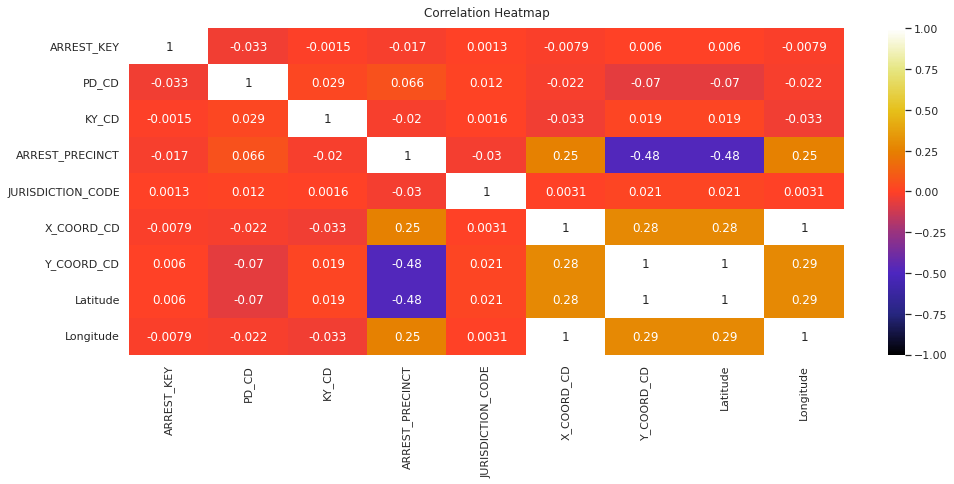 Correlation Heatmap
ARREST_KEY 1 -0.033 -0.0015 -0.017 0.0013 -0.0079 0.006 0.006 -0.0079
PD_CD -0.033 1 0.029 0.066 0.012 -0.022 -0.07 -0.07 -0.022
KY_CD -0.0015 0.029 1 -0.02 0.0016 -0.033 0.019 0.019 -0.033
ARREST_PRECINCT -0.017 0.066 -0.02 1 -0.03 0.25 -0.48 -0.48 0.25
JURISDICTION_CODE 0.0013 0.012 0.0016 -0.03 1 0.0031 0.021 0.021 0.0031
X_COORD_CD -0.0079 -0.022 -0.033 0.25 0.0031 1 0.28 0.28 1
Y_COORD_CD 0.006 -0.07 0.019 -0.48 0.021 0.28 1 1 0.29
Latitude 0.006 -0.07 0.019 -0.48 0.021 0.28 1 1 0.29
Longitude -0.0079 -0.022 -0.033 0.25 0.0031 1 0.29 0.29 1
ARREST_KEY
PD_CD
KY_CD
ARREST_PRECINCT
JURISDICTION_CODE
X_COORD_CD
Y_COORD_CD
Latitude
Longitude
1.00
0.75
0.50
0.25
0.00
−0.25
−0.50
−0.75
−1.00